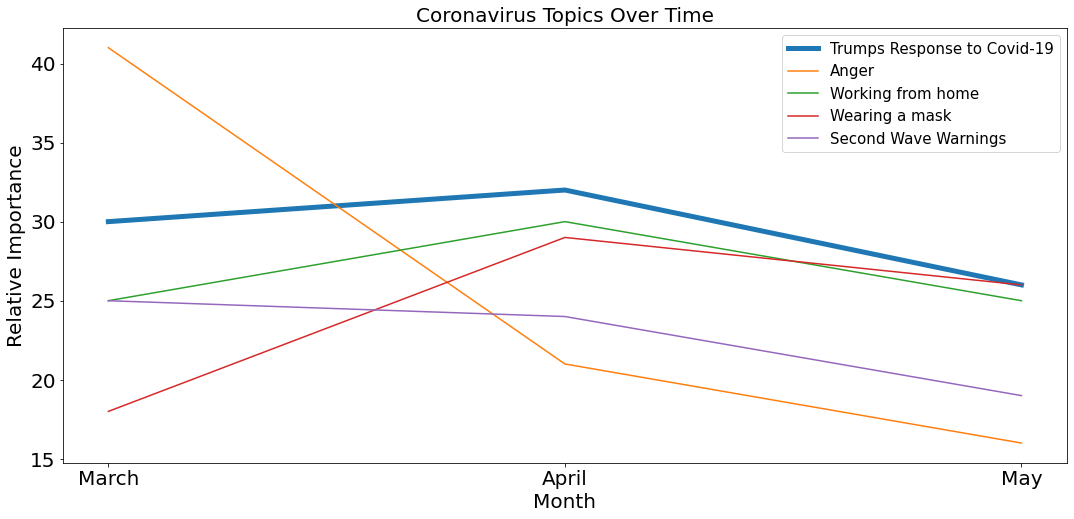 Coronavirus Topics Over Time
Trumps Response to Covid-19
Anger
Working from home
Wearing a mask
Second Wave Warnings
Relative Importance
40
35
30
25
20
15
March April May
Month